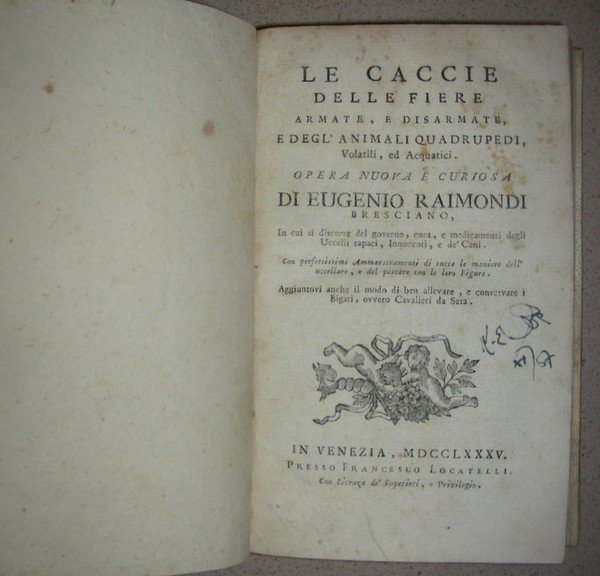 LE CACCIE
DELLE FIERE
ARMATE, E DISARMATE,
E DEGL' ANIMALI QUADRUPEDI,
Volatili, ed Acquatici.
OPERA NUOVA E CURIOSA
DI EUGENIO RAIMONDI
BRESCIANO,
In cui si discorre del governo, cura, e medicamenti degli
Uccelli rapaci, Innocenti, e de' Cani.
Con perfettissimi Ammaestramenti di tutte le maniere dell'
uccellare, e del pescare con le loro Figure.
Aggiuntovi anche il modo di ben allevare, e conservare i
Bigati, ovvero Cavalieri da Seta.
IN VENEZIA, MDCCLXXXV.
PRESSO FRANCESCO LOCATELLI.
Con Licenza de' Superiori, e Privilegio.